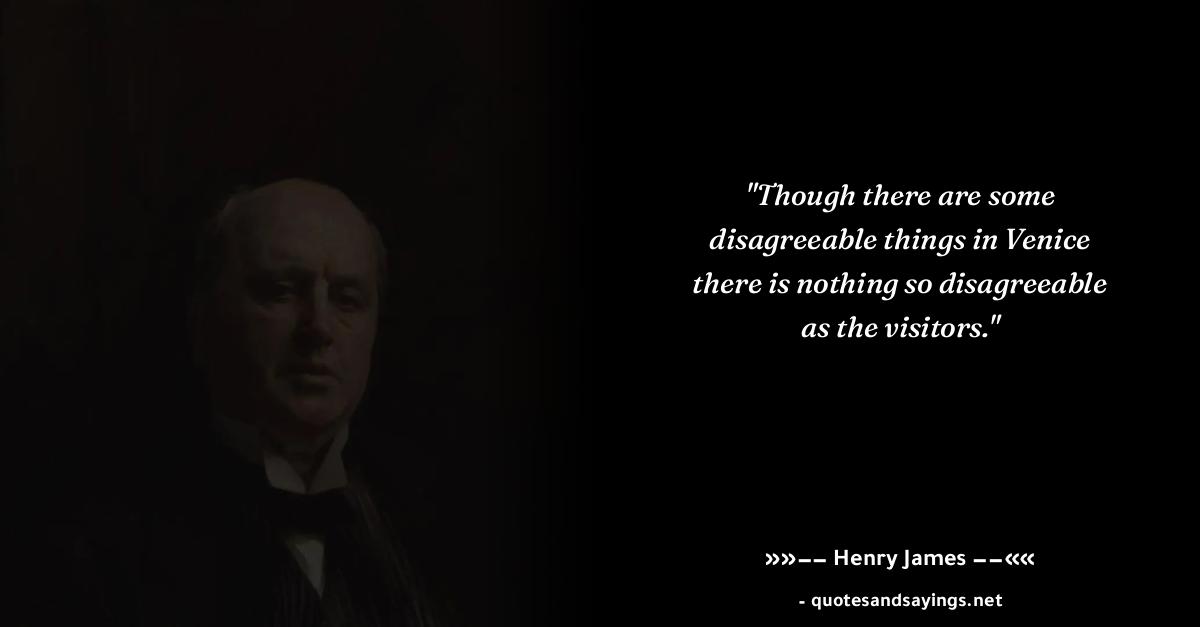 "Though there are some
disagreeable things in Venice
there is nothing so disagreeable
as the visitors."
»»−− Henry James −−««
- quotesandsayings.net